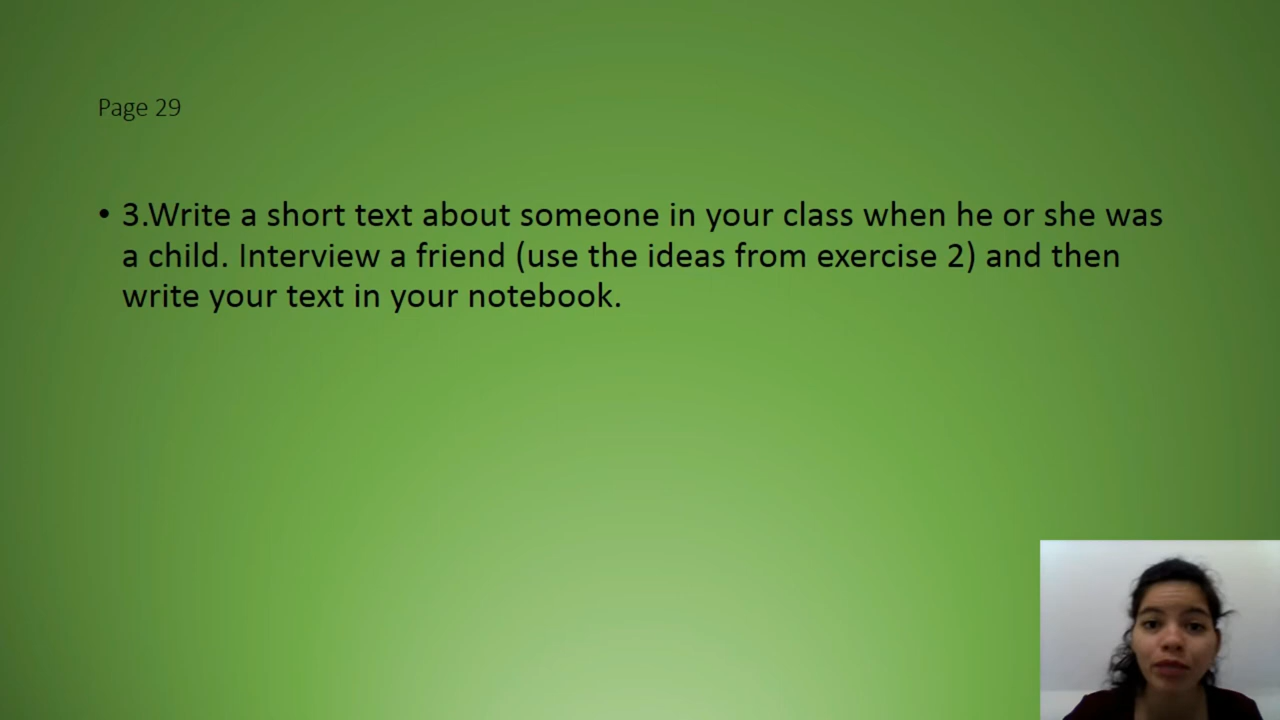 Page 29
• 3.Write a short text about someone in your class when he or she was
a child. Interview a friend (use the ideas from exercise 2) and then
write your text in your notebook.